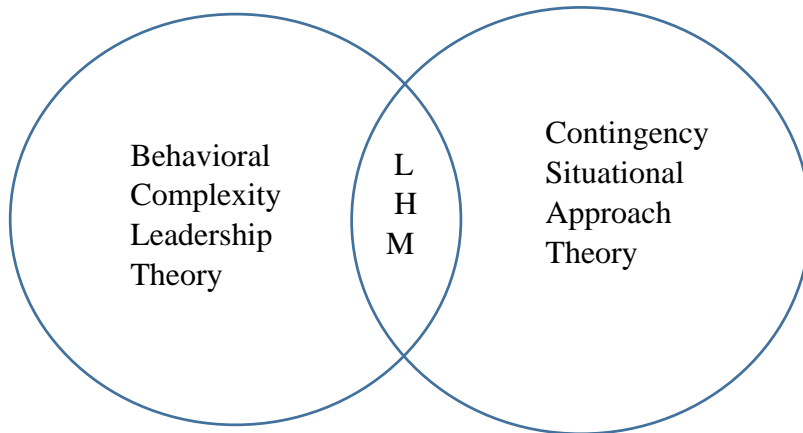 Behavioral
Complexity
Leadership
Theory
L
H
M
Contingency
Situational
Approach
Theory